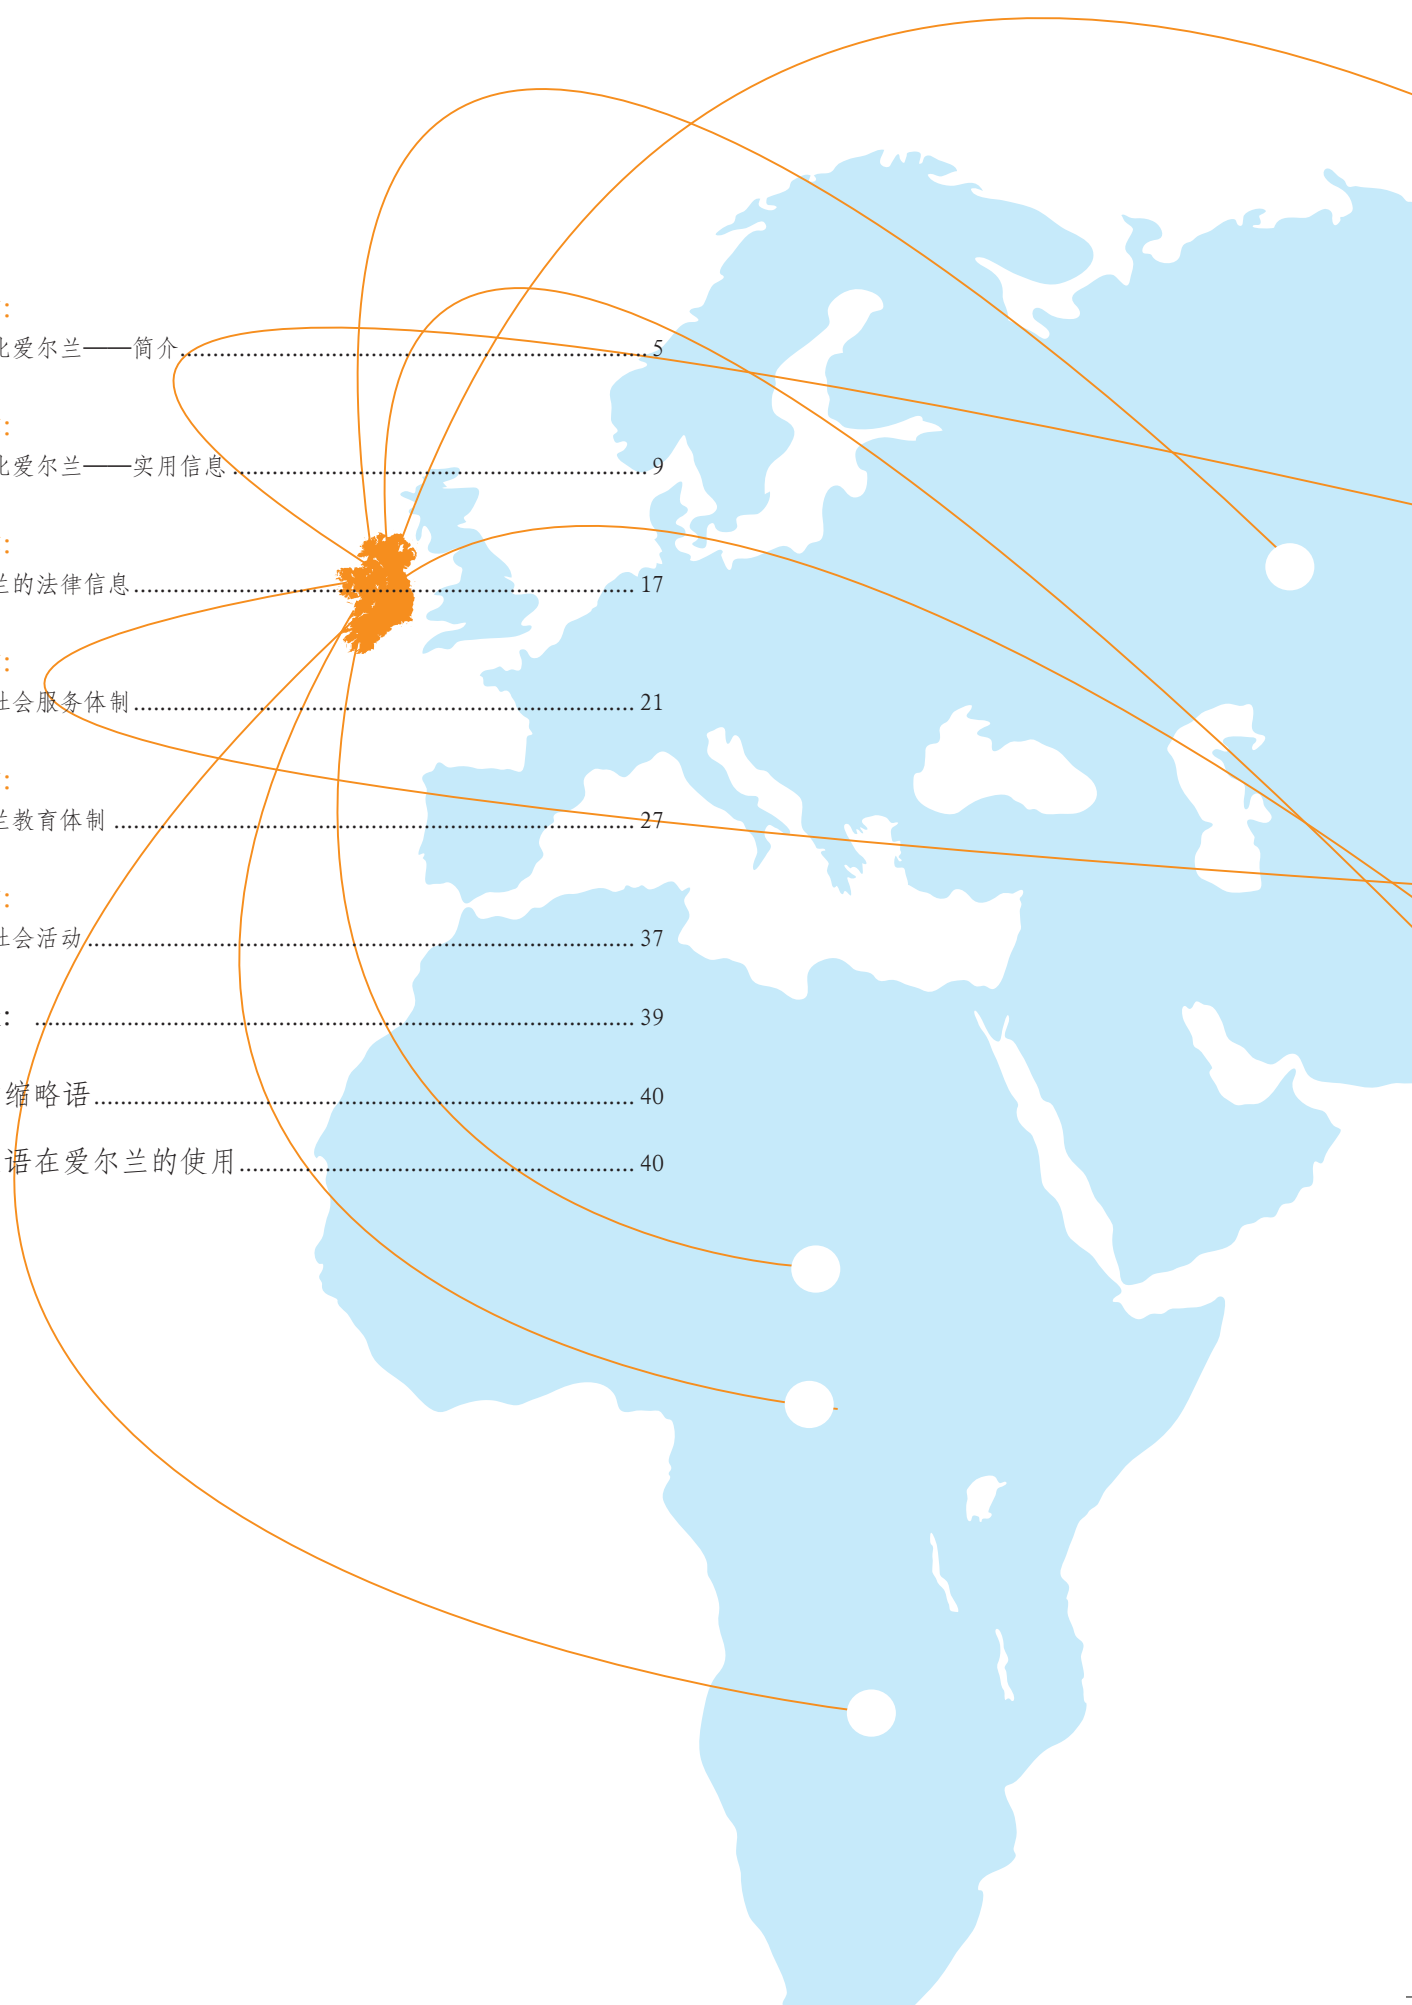 ：
比爱尔兰——简介 5
：
比爱尔兰——实用信息 9
：
兰的法律信息 17
：
社会服务体制 21
：
兰教育体制 27
：
社会活动 37
： 39
缩略语 40
语在爱尔兰的使用 40